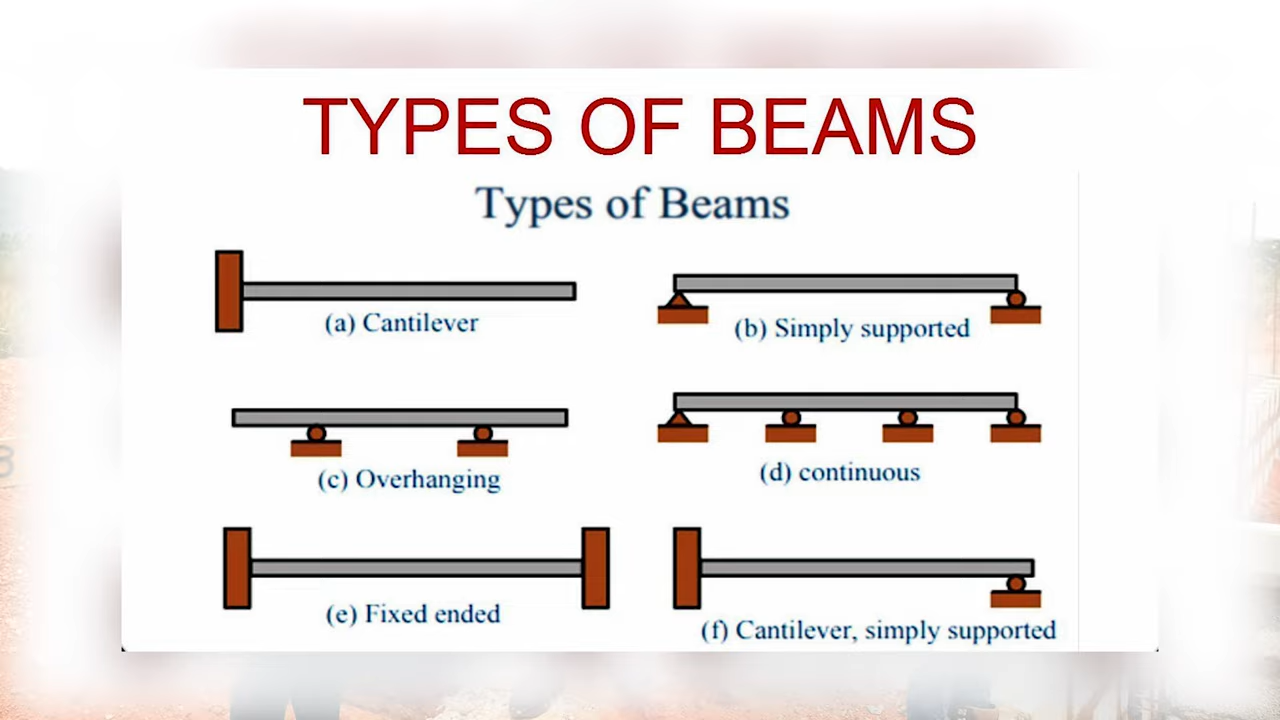 TYPES OF BEAMS
Types of Beams
(a) Cantilever
(b) Simply supported
(c) Overhanging
(d) continuous
(e) Fixed ended
(f) Cantilever, simply supported